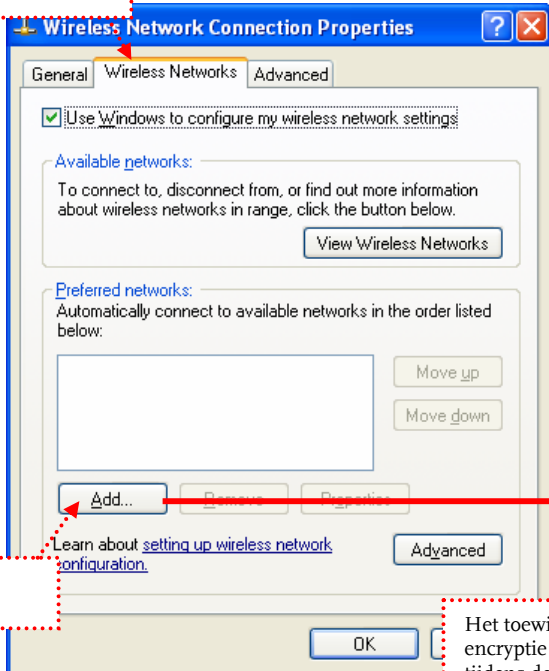 Wireless Network Connection Properties
General Wireless Networks Advanced
Use Windows to configure my wireless network settings
Available networks:
To connect to, disconnect from, or find out more information
about wireless networks in range, click the button below.
View Wireless Networks
Preferred networks:
Automatically connect to available networks in the order listed
below:
Move up
Move down
Add... Remove Properties
Learn about setting up wireless network
configuration.
Advanced
OK
Het toewi
encryptie
tijdens de